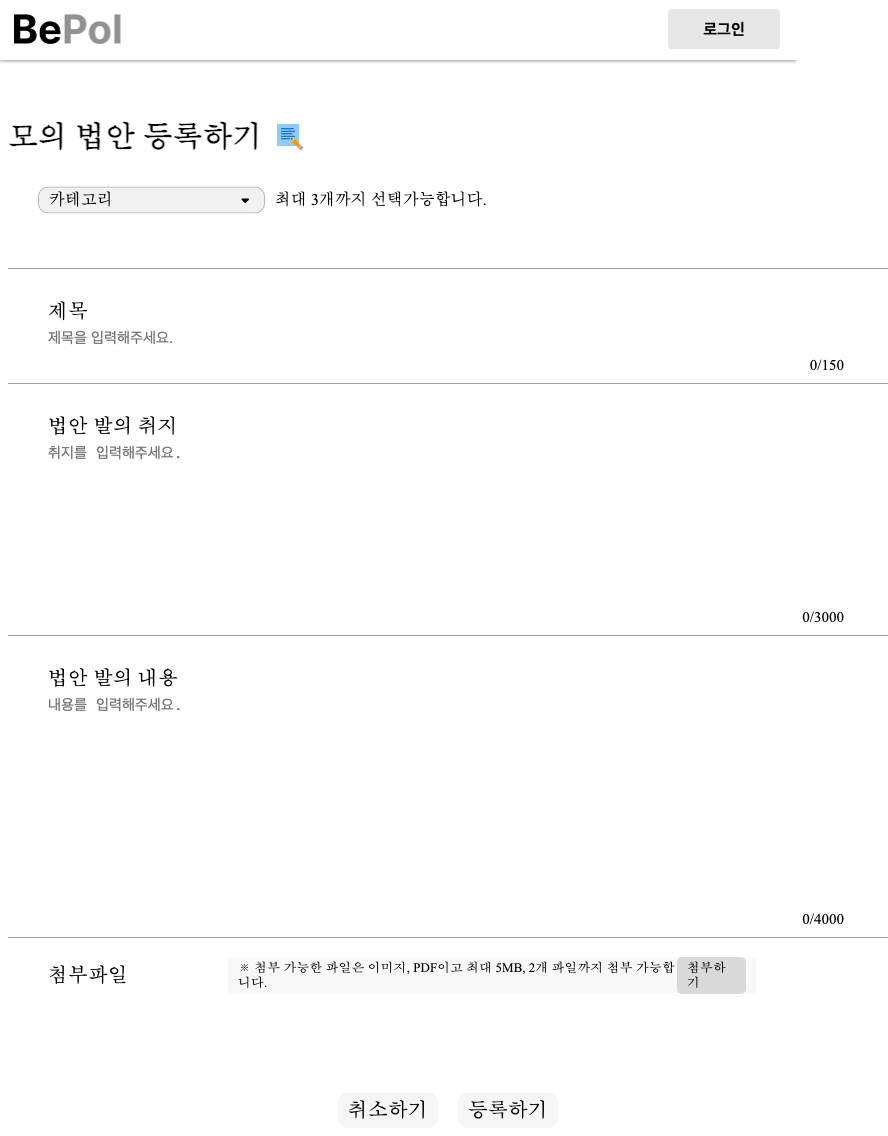 BePol
로그인
모의 법안 등록하기
카테고리
최대 3개까지 선택가능합니다.
제목
제목을 입력해주세요.
0/150
법안 발의 취지
취지를 입력해주세요.
0/3000
법안 발의 내용
내용를 입력해주세요.
0/4000
첨부파일
※ 첨부 가능한 파일은 이미지, PDF이고 최대 5MB, 2개 파일까지 첨부 가능합
니다.
첨부하
기
취소하기
등록하기